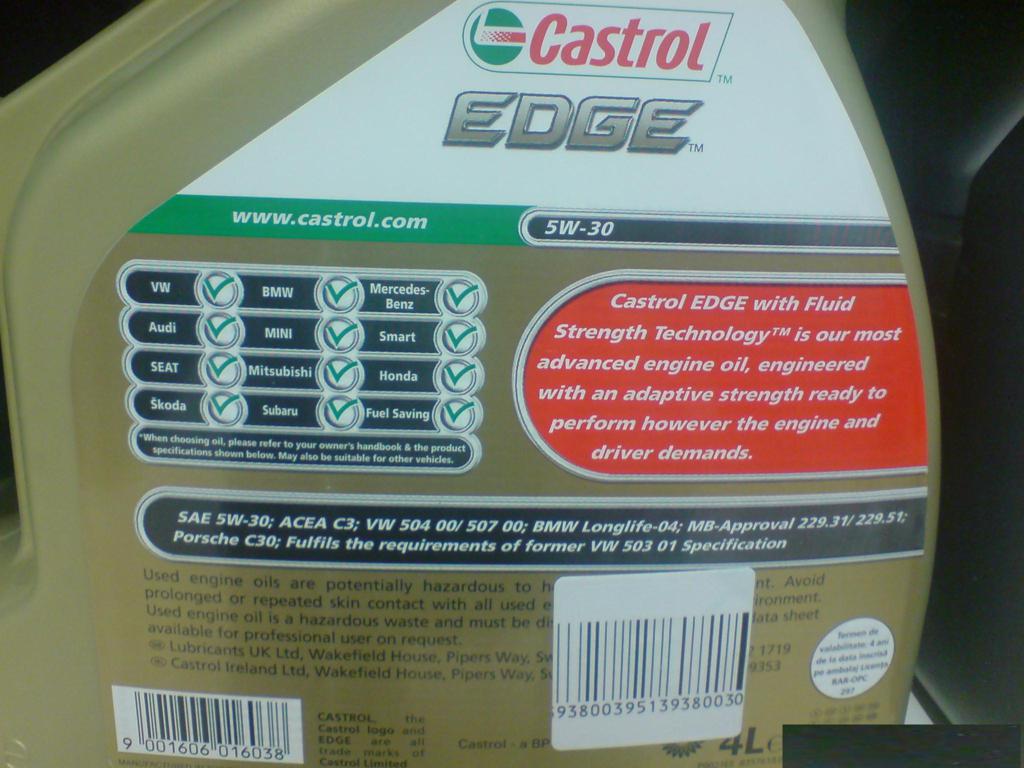 Castrol
TM
EDGE
TM
www.castrol.com
5W-30
VW BMW Mercedes-Benz
Audi MINI Smart
SEAT Mitsubishi Honda
Škoda Subaru Fuel Saving
*When choosing oil, please refer to your owner's handbook & the product
specifications shown below. May also be suitable for other vehicles.
Castrol EDGE with Fluid
Strength Technology™ is our most
advanced engine oil, engineered
with an adaptive strength ready to
perform however the engine and
driver demands.
SAE 5W-30; ACEA C3; VW 504 00/ 507 00; BMW Longlife-04; MB-Approval 229.31/ 229.51;
Porsche C30; Fulfils the requirements of former VW 503 01 Specification
Used engine oils are potentially hazardous to h nt. Avoid
prolonged or repeated skin contact with all used e ironment.
Used engine oil is a hazardous waste and must be di data sheet
available for professional user on request.
Lubricants UK Ltd, Wakefield House, Pipers Way, Sw 1719
Castrol Ireland Ltd, Wakefield House, Pipers Way, Sw 9353
Termen de
valabilitate: 4 ani
de la data inscrisă
pe ambalaj Licența
RAR-OPC
297
593800395139380030
9 001606 016038
CASTROL, the
Castrol logo and
EDGE are all
trade marks of
Castrol Limited
Castrol - a BP
4L